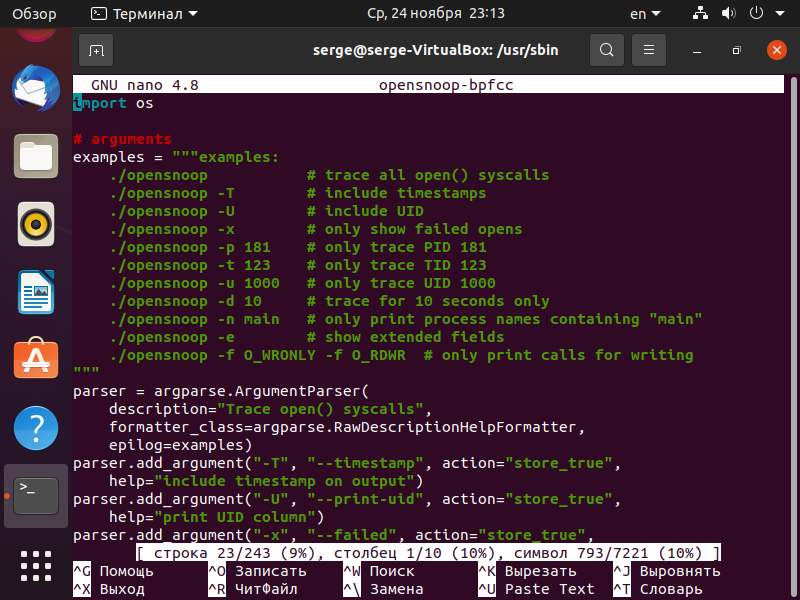 Обзор Терминал Ср, 24 ноября 23:13 en
serge@serge-VirtualBox: /usr/sbin
GNU nano 4.8 opensnoop-bpfcc
import os
# arguments
examples = """examples:
./opensnoop # trace all open() syscalls
./opensnoop -T # include timestamps
./opensnoop -U # include UID
./opensnoop -x # only show failed opens
./opensnoop -p 181 # only trace PID 181
./opensnoop -t 123 # only trace TID 123
./opensnoop -u 1000 # only trace UID 1000
./opensnoop -d 10 # trace for 10 seconds only
./opensnoop -n main # only print process names containing "main"
./opensnoop -e # show extended fields
./opensnoop -f O_WRONLY -f O_RDWR # only print calls for writing
"""
parser = argparse.ArgumentParser(
description="Trace open() syscalls",
formatter_class=argparse.RawDescriptionHelpFormatter,
epilog=examples)
parser.add_argument("-T", "--timestamp", action="store_true",
help="include timestamp on output")
parser.add_argument("-U", "--print-uid", action="store_true",
help="print UID column")
parser.add_argument("-x", "--failed", action="store_true",
[ строка 23/243 (9%), столбец 1/10 (10%), символ 793/7221 (10%) ]
^G Помощь ^O Записать ^W Поиск ^K Вырезать ^J Выровнять
^X Выход ^R ЧитФайл ^\ Замена ^U Paste Text ^T Словарь